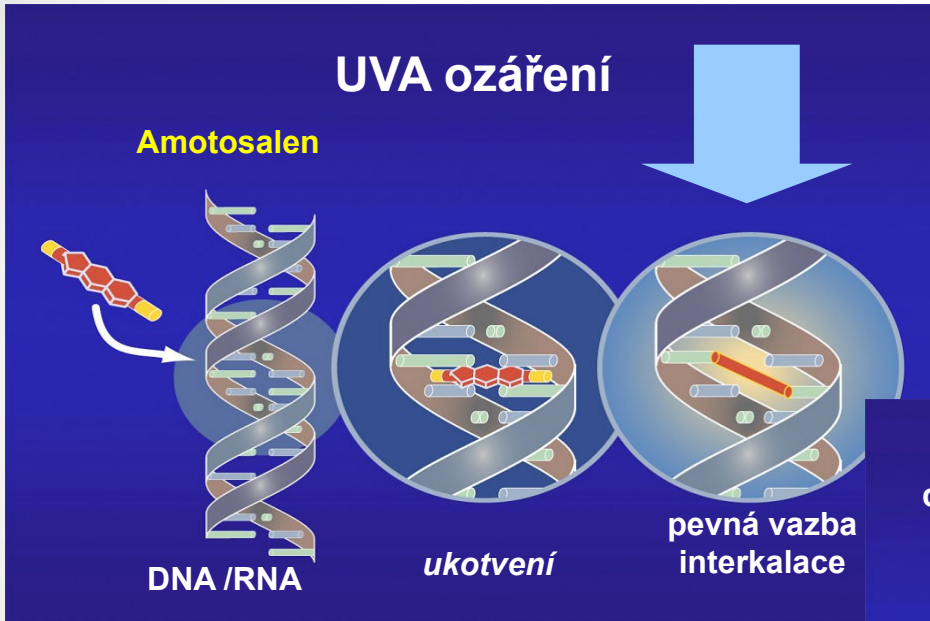 UVA ozáření
Amotosalen
DNA /RNA
ukotvení
pevná vazba
interkalace